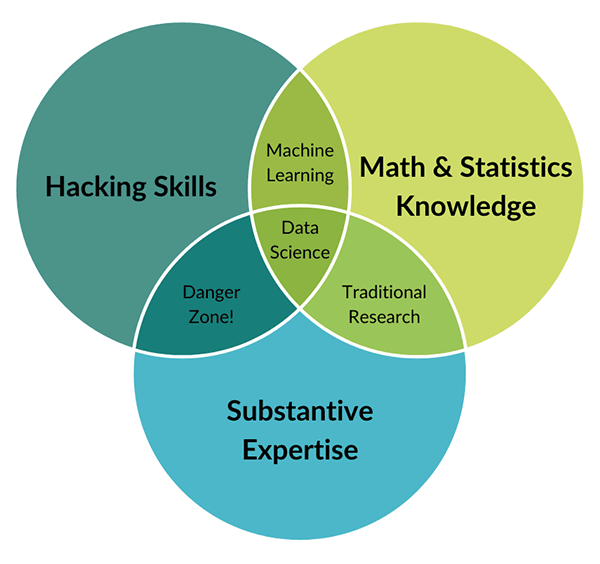 Machine
Learning
Hacking Skills
Math & Statistics
Knowledge
Data
Science
Danger
Zone!
Traditional
Research
Substantive
Expertise